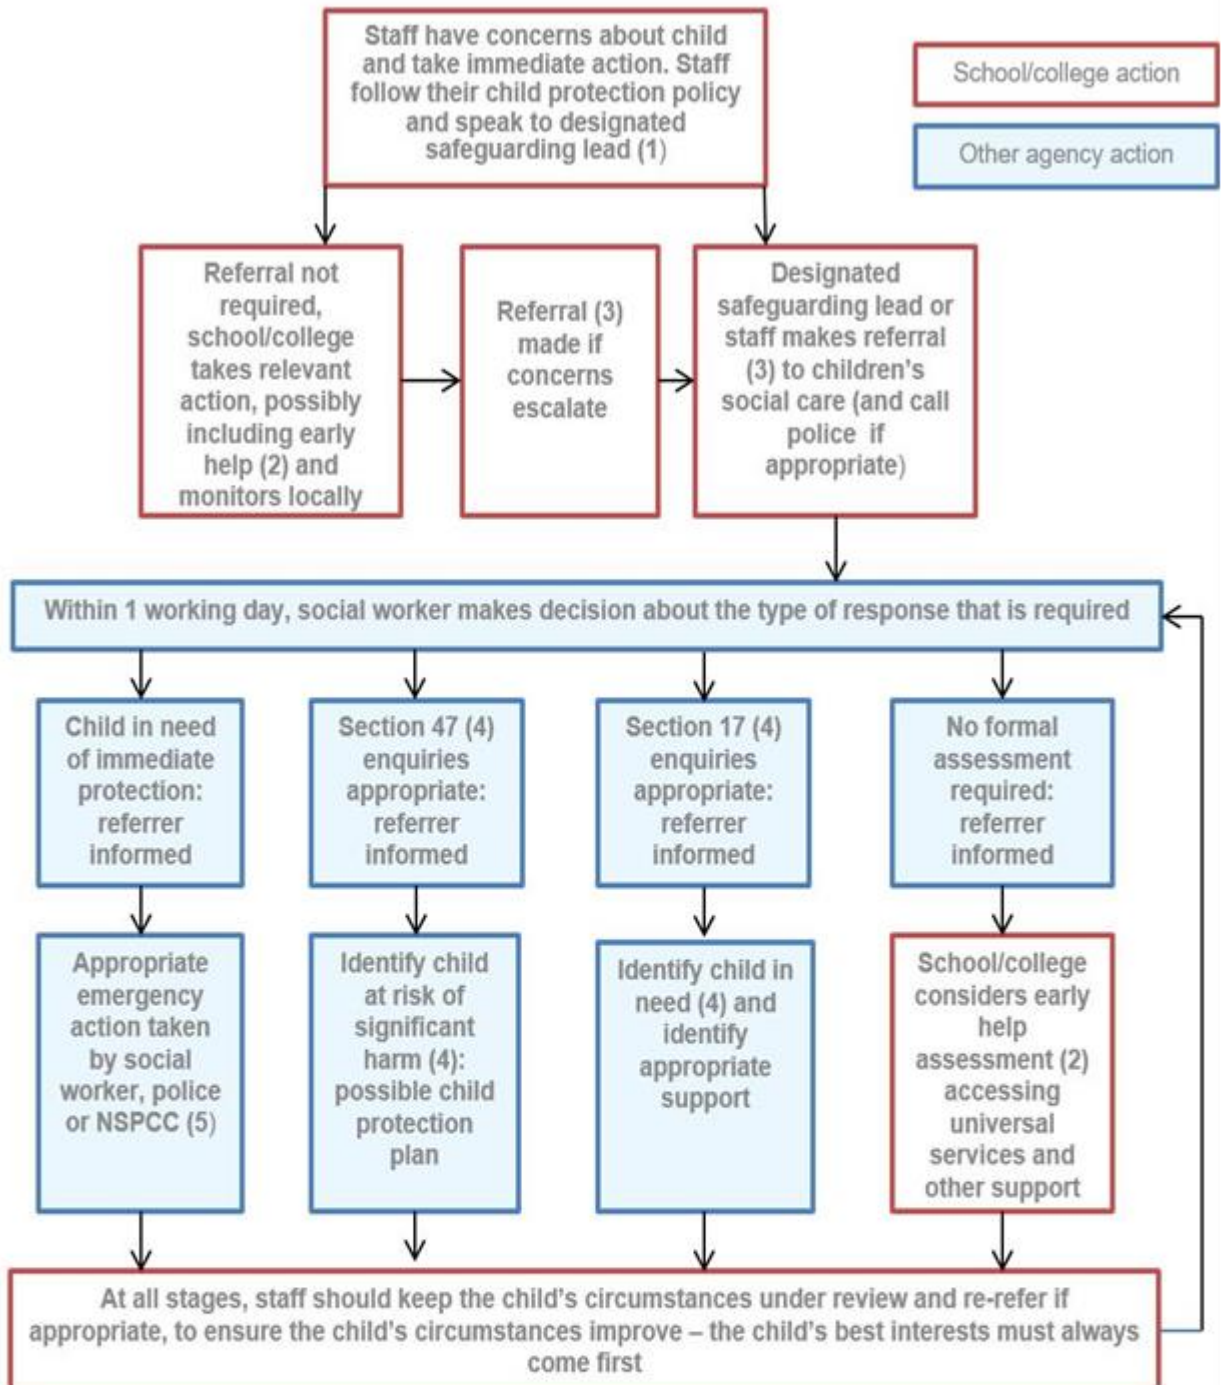 Staff have concerns about child
and take immediate action. Staff
follow their child protection policy
and speak to designated
safeguarding lead (1)
School/college action
Other agency action
Referral not
required,
school/college
takes relevant
action, possibly
including early
help (2) and
monitors locally
Referral (3)
made if
concerns
escalate
Designated
safeguarding lead or
staff makes referral
(3) to children’s
social care (and call
police if
appropriate)
Within 1 working day, social worker makes decision about the type of response that is required
Child in need
of immediate
protection:
referrer
informed
Section 47 (4)
enquiries
appropriate:
referrer
informed
Section 17 (4)
enquiries
appropriate:
referrer
informed
No formal
assessment
required:
referrer
informed
Appropriate
emergency
action taken
by social
worker, police
or NSPCC (5)
Identify child
at risk of
significant
harm (4):
possible child
protection
plan
Identify child in
need (4) and
identify
appropriate
support
School/college
considers early
help
assessment (2)
accessing
universal
services and
other support
At all stages, staff should keep the child’s circumstances under review and re-refer if
appropriate, to ensure the child’s circumstances improve – the child’s best interests must always
come first